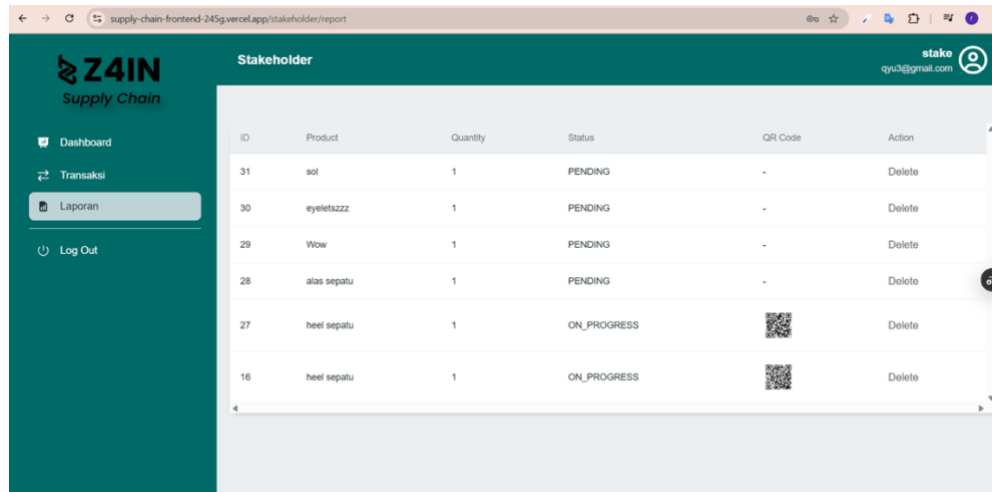 supply-chain-frontend-245g.vercel.app/stakeholder/report
Z4IN
Supply Chain
Stakeholder
stake
qyu3@gmail.com
Dashboard
Transaksi
Laporan
Log Out
ID Product Quantity Status QR Code Action
31 sol 1 PENDING - Delete
30 eyeletszzz 1 PENDING - Delete
29 Wow 1 PENDING - Delete
28 alas sepatu 1 PENDING - Delete
27 heel sepatu 1 ON_PROGRESS Delete
16 heel sepatu 1 ON_PROGRESS Delete